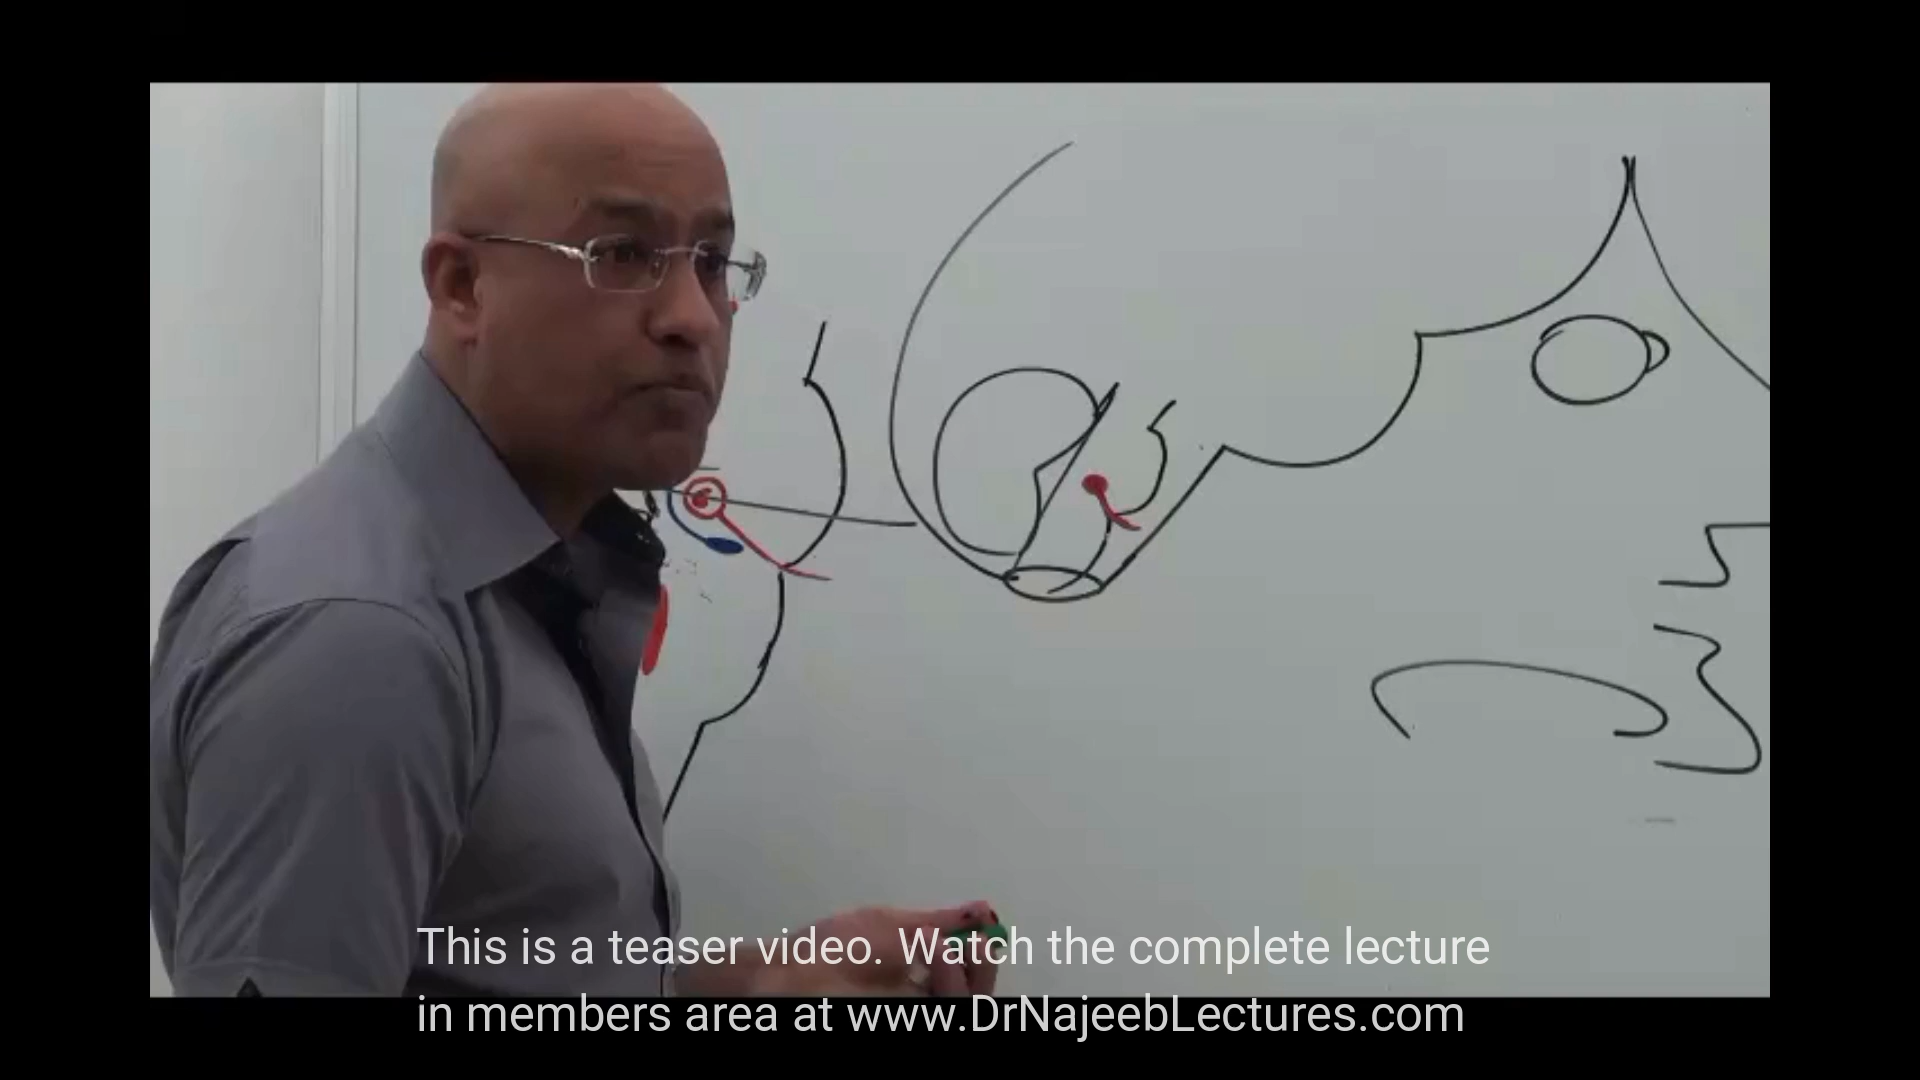 This is a teaser video. Watch the complete lecture
in members area at www.DrNajeebLectures.com